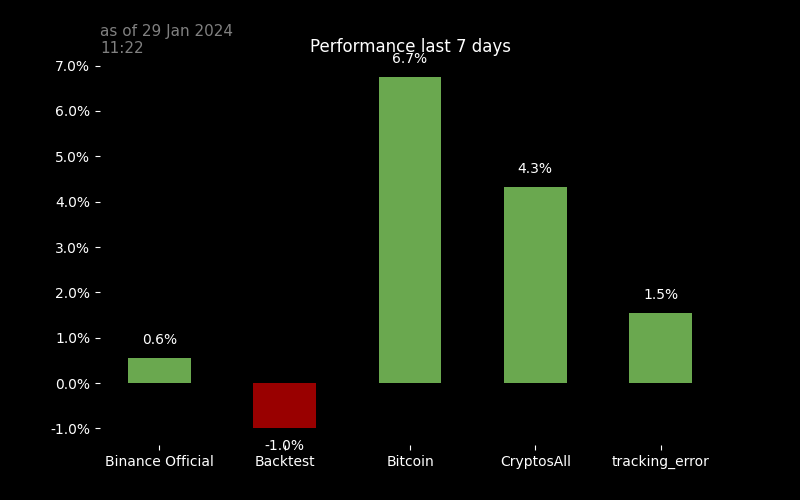 as of 29 Jan 2024
11:22
Performance last 7 days
7.0%
6.0%
5.0%
4.0%
3.0%
2.0%
1.0%
0.0%
-1.0%
0.6%
-1.0%
6.7%
4.3%
1.5%
Binance Official
Backtest
Bitcoin
CryptosAll
tracking_error